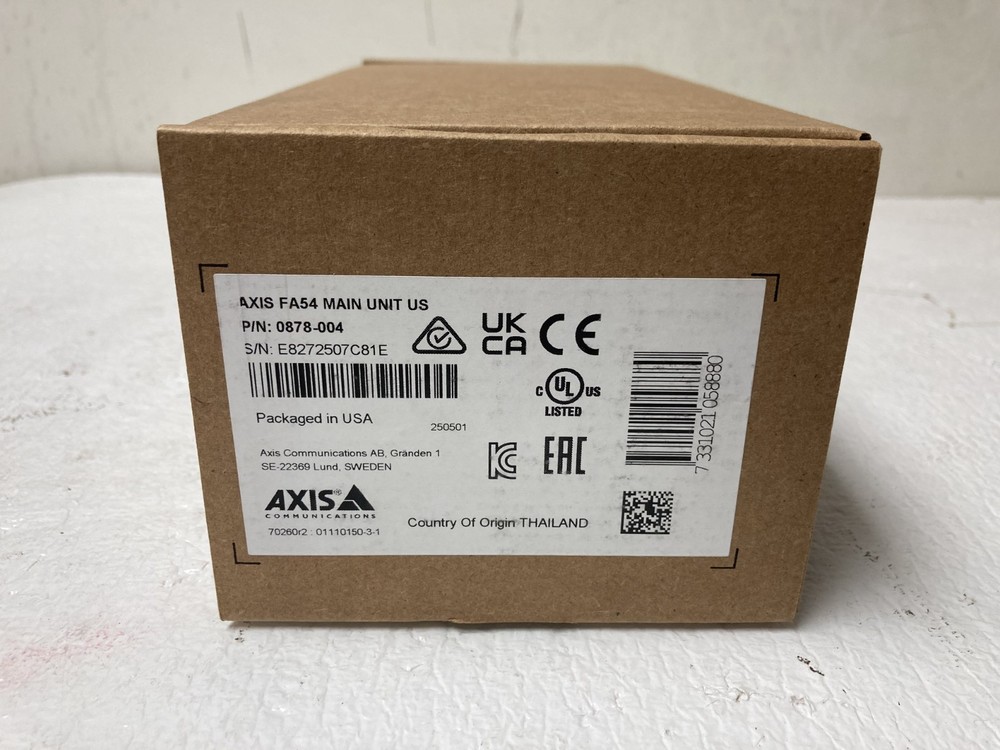 AXIS FA54 MAIN UNIT US
P/N: 0878-004
S/N: E8272507C81E
UK
CA
CE
C UL US
LISTED
Packaged in USA
250501
Axis Communications AB, Gränden 1
SE-22369 Lund, SWEDEN
KC
EAC
AXIS®
COMMUNICATIONS
70260r2 : 01110150-3-1
Country Of Origin THAILAND
7 331021 058880